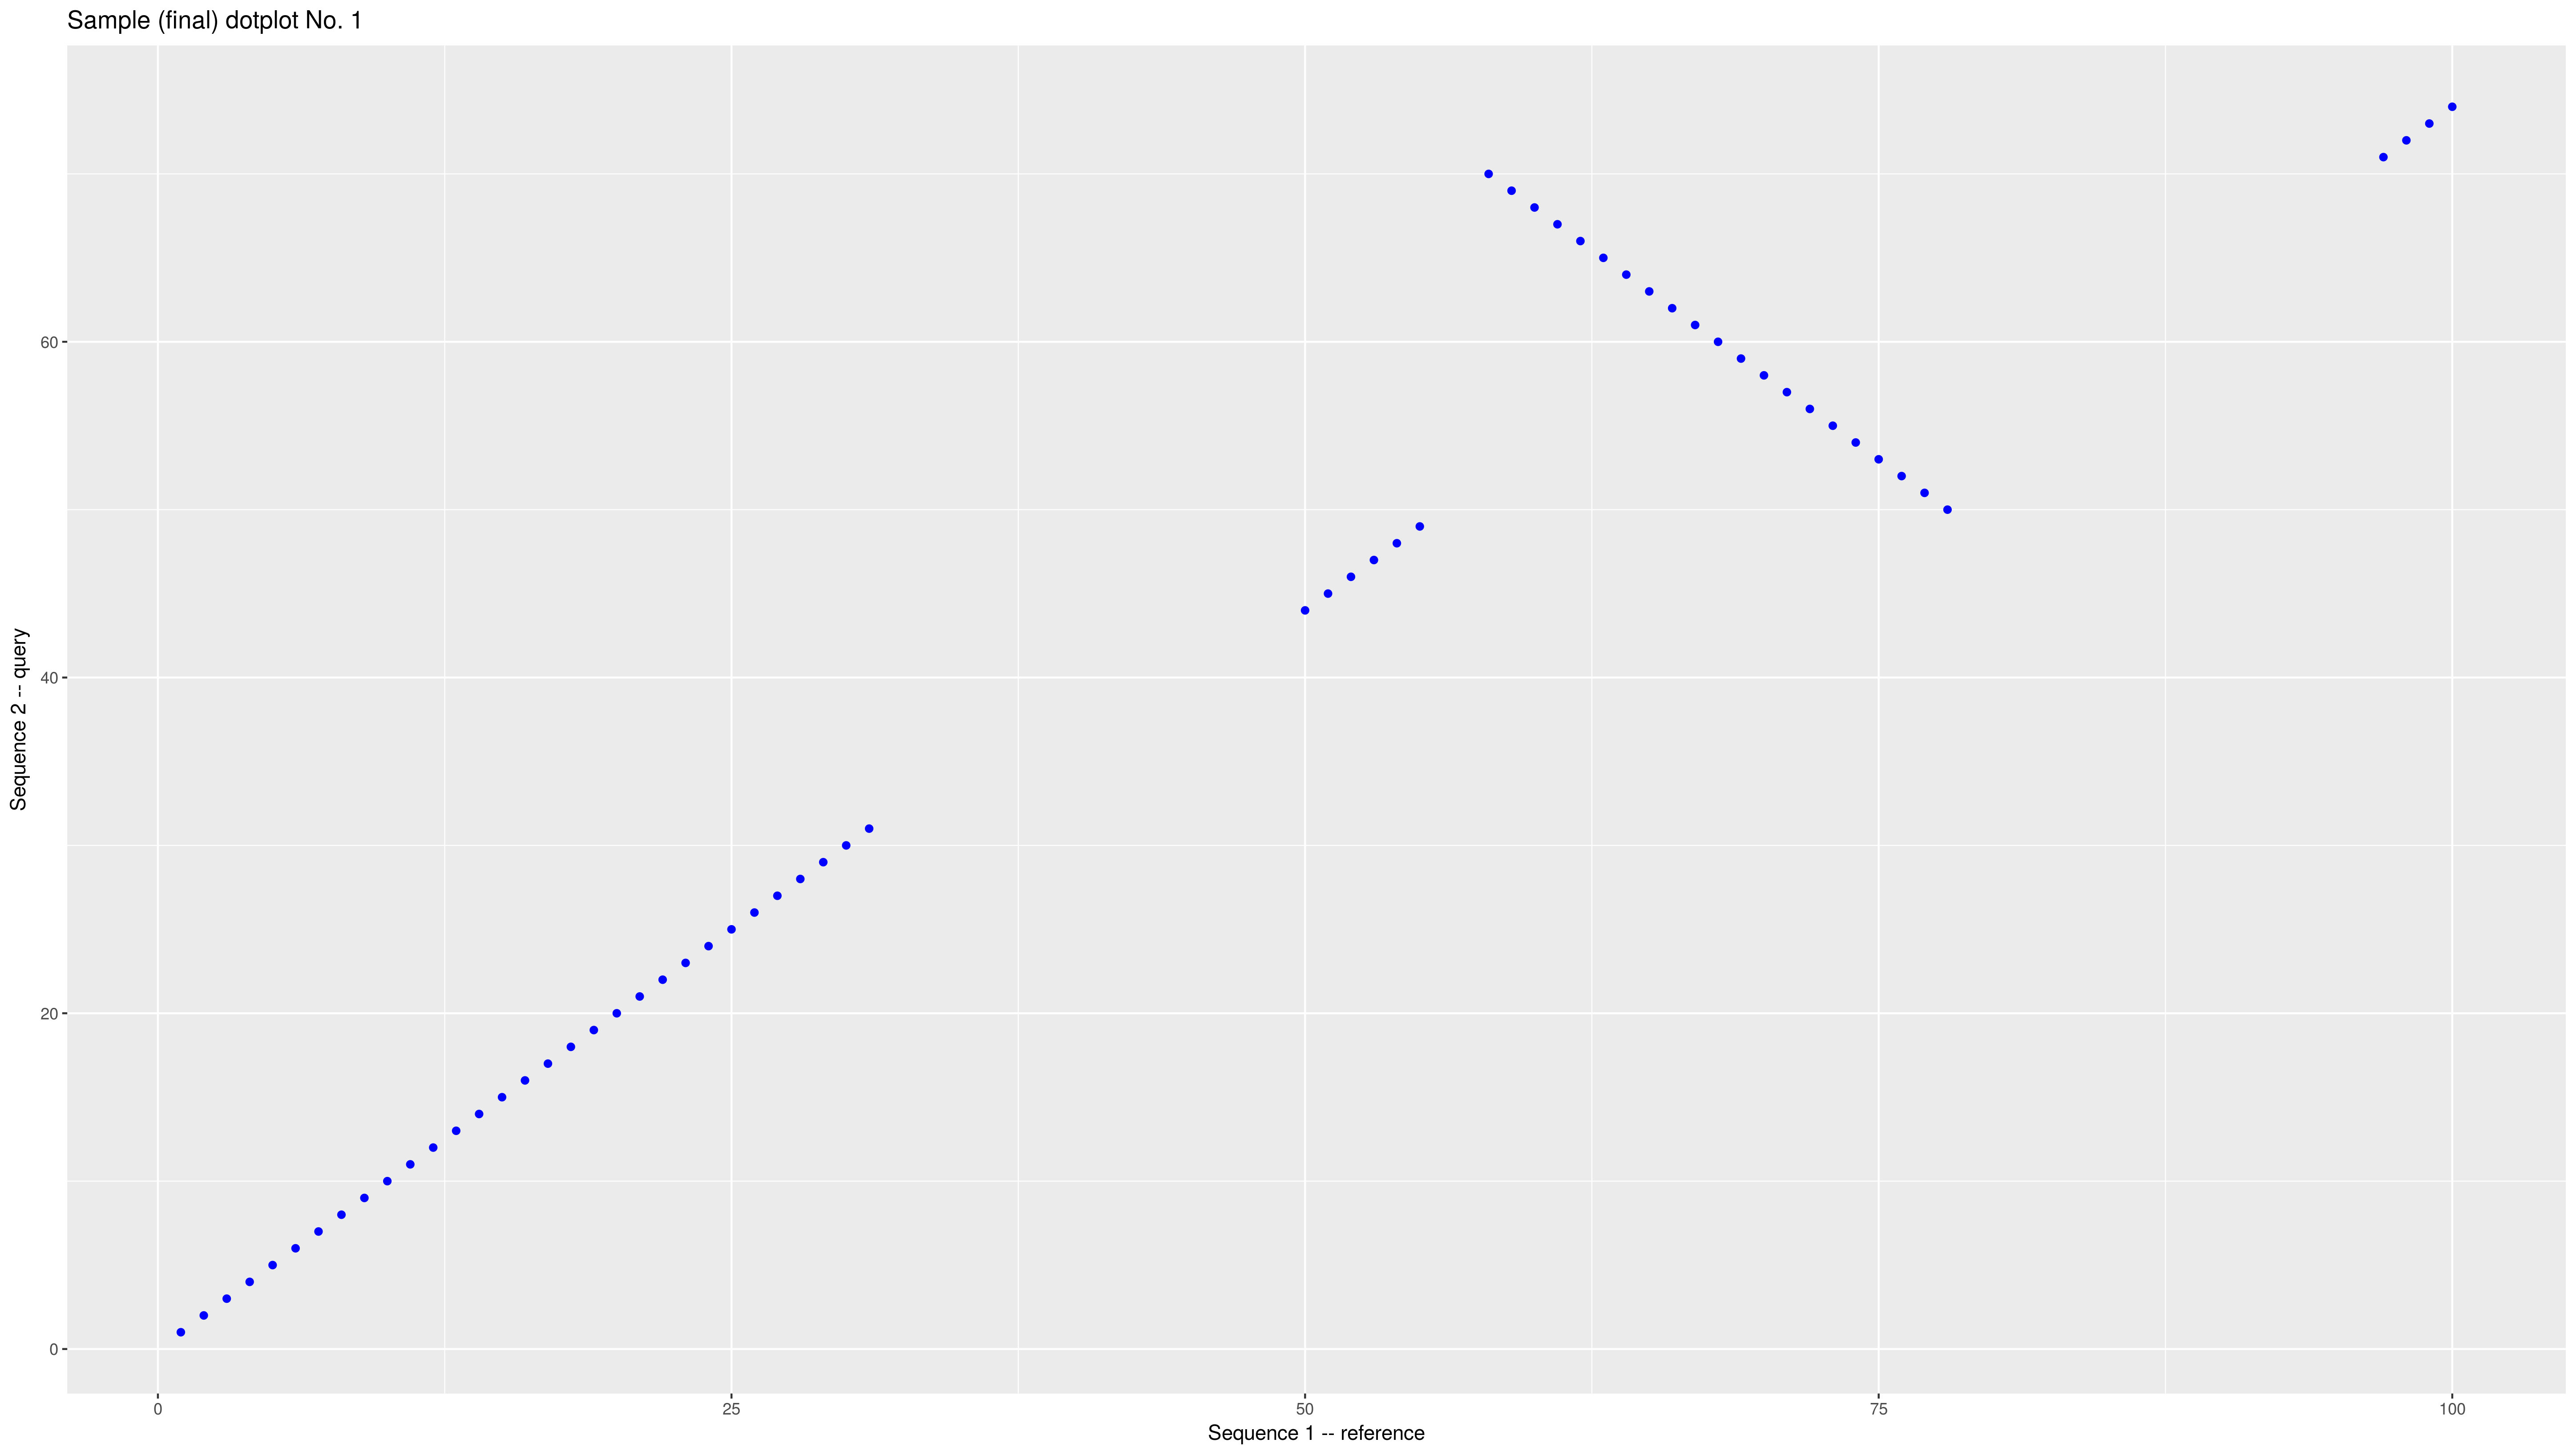 Sample (final) dotplot No. 1
60
40
20
0
Sequence 2 -- query
0 25 50 75 100
Sequence 1 -- reference